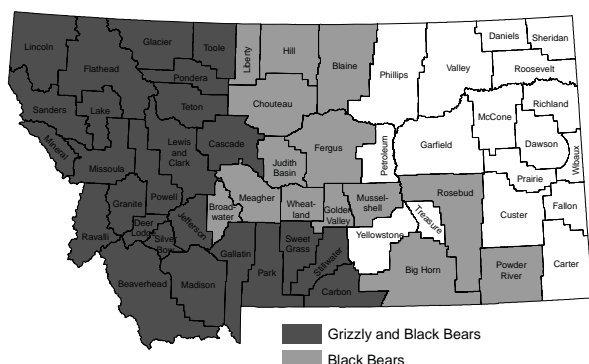 Lincoln
Glacier
Toole
Liberty
Hill
Blaine
Phillips
Valley
Daniels
Sheridan
Roosevelt
Flathead
Pondera
Teton
Chouteau
Richland
McCone
Sanders
Lake
Lewis
and
Clark
Cascade
Judith
Basin
Fergus
Petroleum
Garfield
Dawson
Wibaux
Prairie
Mineral
Missoula
Powell
Granite
Deer
Lodge
Silver
Bow
Jefferson
Broad-
water
Meagher
Wheat-
land
Golden
Valley
Mussel-
shell
Rosebud
Treasure
Custer
Fallon
Ravalli
Beaverhead
Madison
Gallatin
Park
Sweet
Grass
Stillwater
Carbon
Yellowstone
Big Horn
Powder
River
Carter
Grizzly and Black Bears
Black Bears